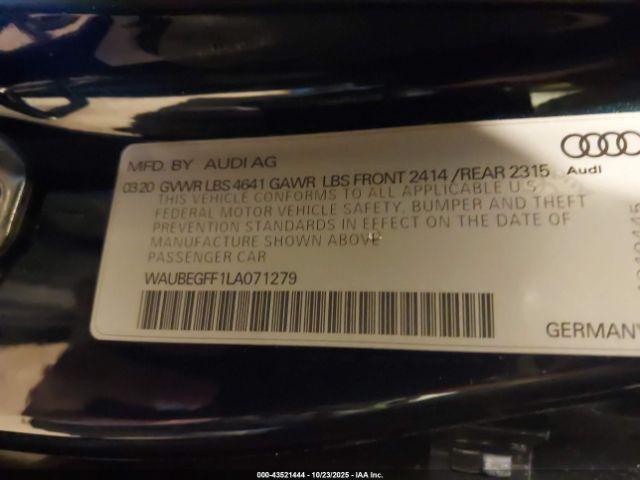 MFD. BY AUDI AG
0320 GVWR LBS 4641 GAWR LBS FRONT 2414 /REAR 2315
Audi
THIS VEHICLE CONFORMS TO ALL APPLICABLE U.S.
FEDERAL MOTOR VEHICLE SAFETY, BUMPER AND THEFT
PREVENTION STANDARDS IN EFFECT ON THE DATE OF
MANUFACTURE SHOWN ABOVE
PASSENGER CAR
WAUBEGFF1LA071279
GERMANY
000-43521444 | 10/23/2025 | IAA Inc.